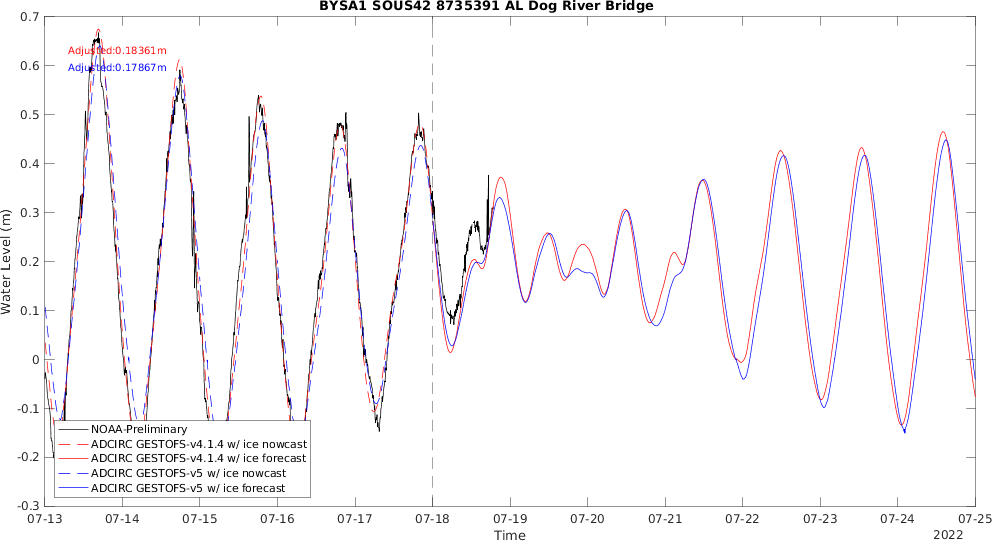 BYSA1 SOUS42 8735391 AL Dog River Bridge
0.7
0.6
0.5
0.4
0.3
0.2
0.1
0
-0.1
-0.2
-0.3
Water Level (m)
Adjusted:0.18361m
Adjusted:0.17867m
NOAA-Preliminary
ADCIRC GESTOFS-v4.1.4 w/ ice nowcast
ADCIRC GESTOFS-v4.1.4 w/ ice forecast
ADCIRC GESTOFS-v5 w/ ice nowcast
ADCIRC GESTOFS-v5 w/ ice forecast
07-13 07-14 07-15 07-16 07-17 07-18 07-19 07-20 07-21 07-22 07-23 07-24 07-25
Time
2022